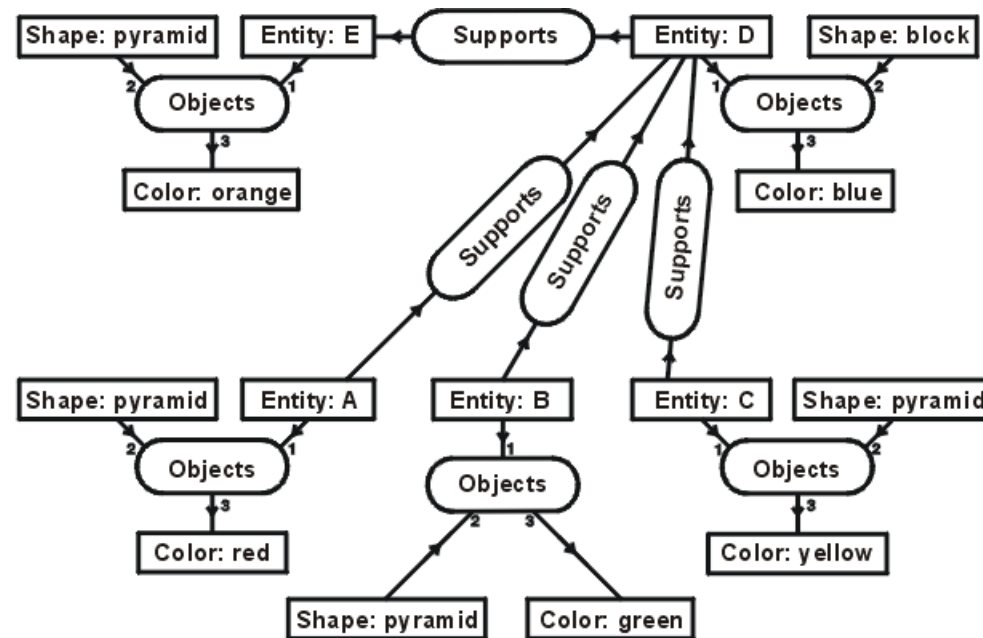 Shape: pyramid
Entity: E
Supports
Entity: D
Shape: block
2
1
Objects
3
Color: orange
1
2
Objects
3
Color: blue
Supports
Supports
Supports
Shape: pyramid
Entity: A
Entity: B
Entity: C
Shape: pyramid
2
1
Objects
3
Color: red
1
Objects
2
3
Shape: pyramid
Color: green
1
2
Objects
3
Color: yellow